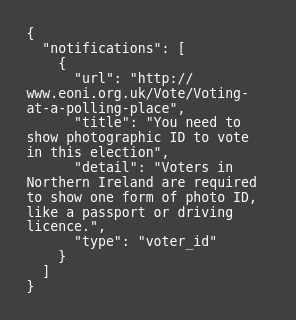 {
  "notifications": [
    {
      "url": "http://
www.eoni.org.uk/Vote/Voting-
at-a-polling-place",
      "title": "You need to
show photographic ID to vote
in this election",
      "detail": "Voters in
Northern Ireland are required
to show one form of photo ID,
like a passport or driving
licence.",
      "type": "voter_id"
    }
  ]
}